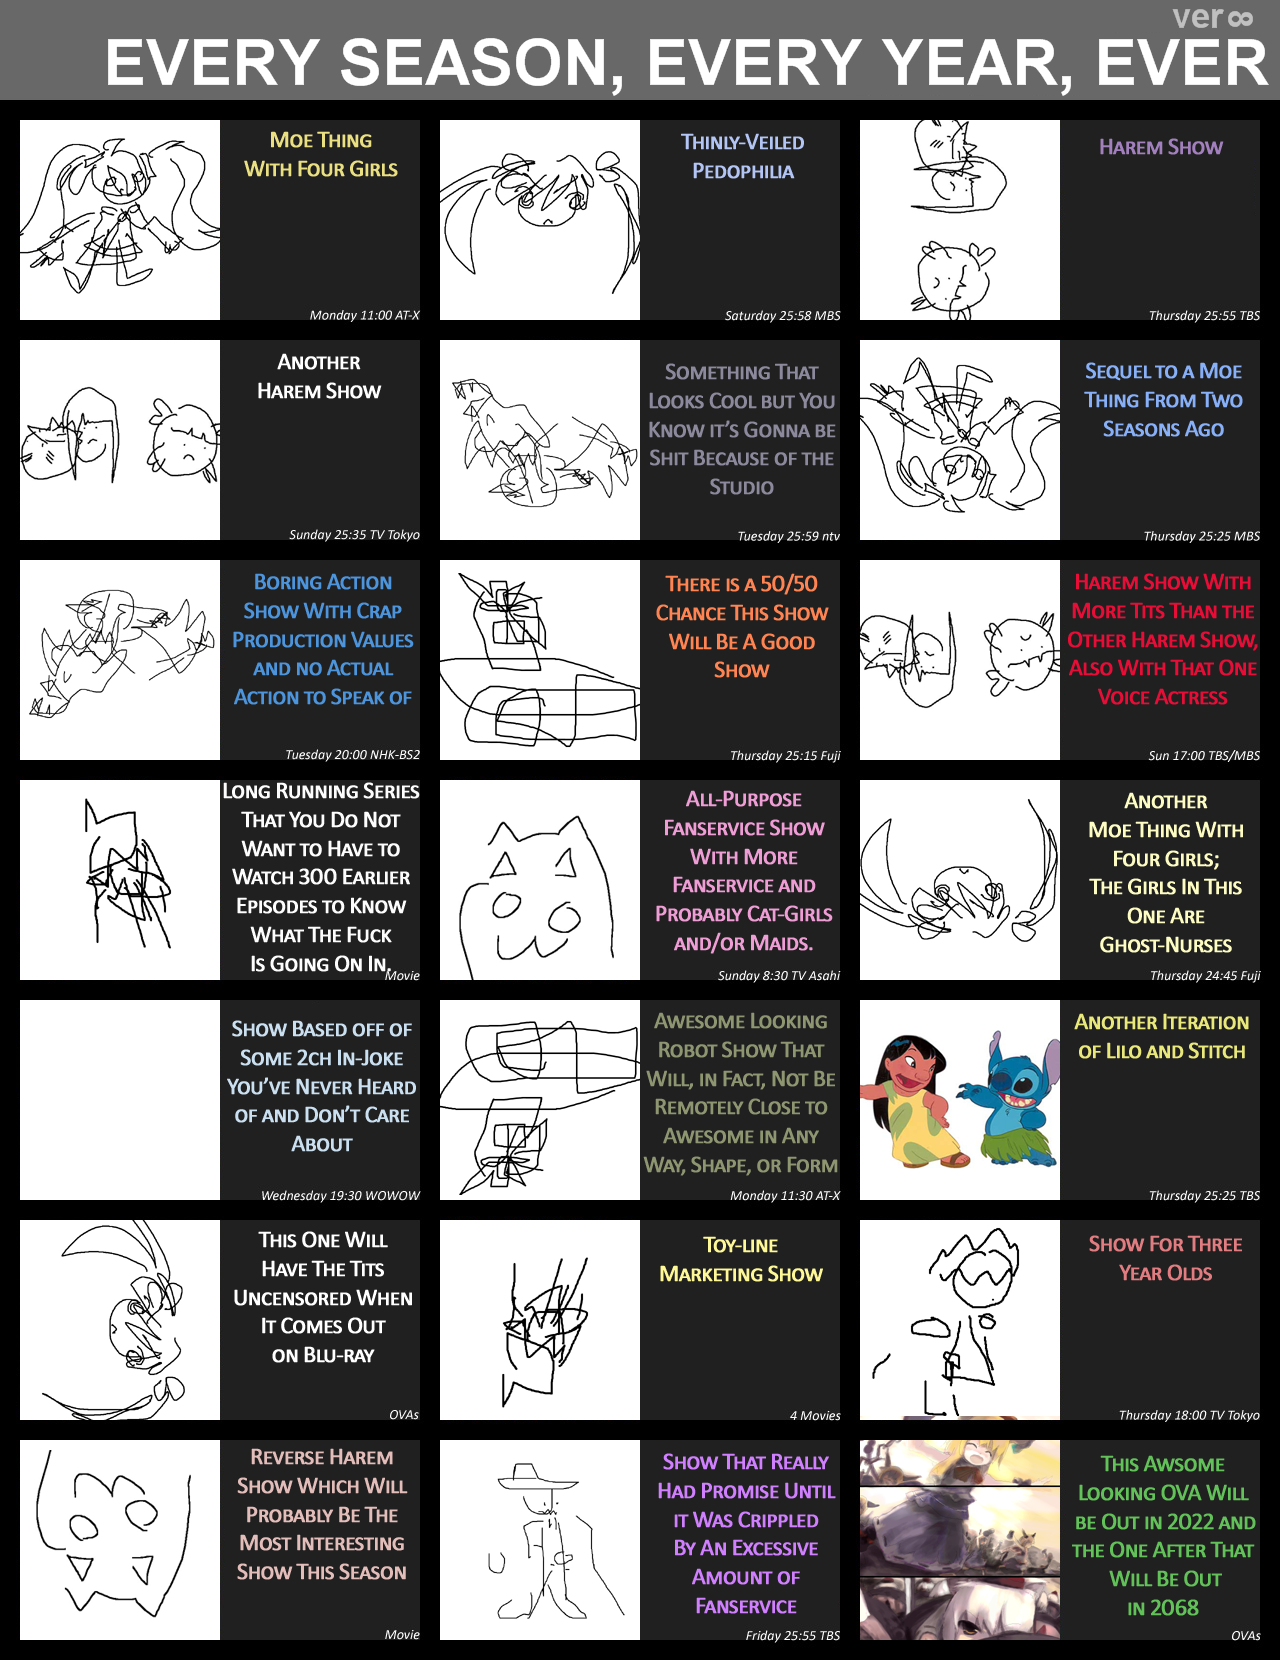 ver∞
EVERY SEASON, EVERY YEAR, EVER
MOE THING
WITH FOUR GIRLS
Monday 11:00 AT-X
THINLY-VEILED
PEDOPHILIA
Saturday 25:58 MBS
HAREM SHOW
Thursday 25:55 TBS
ANOTHER
HAREM SHOW
Sunday 25:35 TV Tokyo
SOMETHING THAT
LOOKS COOL BUT YOU
KNOW IT'S GONNA BE
SHIT BECAUSE OF THE
STUDIO
Tuesday 25:59 ntv
SEQUEL TO A MOE
THING FROM TWO
SEASONS AGO
Thursday 25:25 MBS
BORING ACTION
SHOW WITH CRAP
PRODUCTION VALUES
AND NO ACTUAL
ACTION TO SPEAK OF
Tuesday 20:00 NHK-BS2
THERE IS A 50/50
CHANCE THIS SHOW
WILL BE A GOOD
SHOW
Thursday 25:15 Fuji
HAREM SHOW WITH
MORE TITS THAN THE
OTHER HAREM SHOW,
ALSO WITH THAT ONE
VOICE ACTRESS
Sun 17:00 TBS/MBS
LONG RUNNING SERIES
THAT YOU DO NOT
WANT TO HAVE TO
WATCH 300 EARLIER
EPISODES TO KNOW
WHAT THE FUCK
IS GOING ON IN.
Movie
ALL-PURPOSE
FANSERVICE SHOW
WITH MORE
FANSERVICE AND
PROBABLY CAT-GIRLS
AND/OR MAIDS.
Sunday 8:30 TV Asahi
ANOTHER
MOE THING WITH
FOUR GIRLS;
THE GIRLS IN THIS
ONE ARE
GHOST-NURSES
Thursday 24:45 Fuji
SHOW BASED OFF OF
SOME 2CH IN-JOKE
YOU'VE NEVER HEARD
OF AND DON'T CARE
ABOUT
Wednesday 19:30 WOWOW
AWESOME LOOKING
ROBOT SHOW THAT
WILL, IN FACT, NOT BE
REMOTELY CLOSE TO
AWESOME IN ANY
WAY, SHAPE, OR FORM
Monday 11:30 AT-X
ANOTHER ITERATION
OF LILO AND STITCH
Thursday 25:25 TBS
THIS ONE WILL
HAVE THE TITS
UNCENSORED WHEN
IT COMES OUT
ON BLU-RAY
OVAs
TOY-LINE
MARKETING SHOW
4 Movies
SHOW FOR THREE
YEAR OLDS
Thursday 18:00 TV Tokyo
REVERSE HAREM
SHOW WHICH WILL
PROBABLY BE THE
MOST INTERESTING
SHOW THIS SEASON
Movie
SHOW THAT REALLY
HAD PROMISE UNTIL
IT WAS CRIPPLED
BY AN EXCESSIVE
AMOUNT OF
FANSERVICE
Friday 25:55 TBS
THIS AWSOME
LOOKING OVA WILL
BE OUT IN 2022 AND
THE ONE AFTER THAT
WILL BE OUT
IN 2068
OVAs